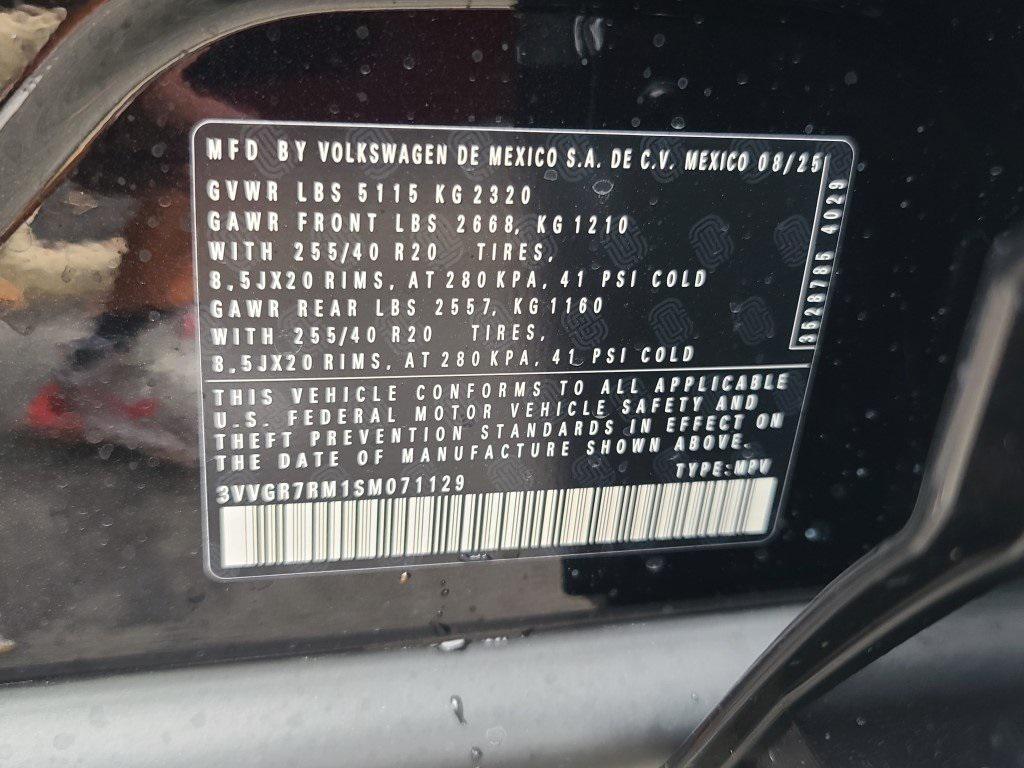 MFD BY VOLKSWAGEN DE MEXICO S.A. DE C.V. MEXICO 08/25
GVWR LBS 5115 KG 2320
GAWR FRONT LBS 2668, KG 1210
WITH 255/40 R20 TIRES,
8,5JX20 RIMS, AT 280 KPA, 41 PSI COLD
GAWR REAR LBS 2557, KG 1160
WITH 255/40 R20 TIRES,
8,5JX20 RIMS, AT 280 KPA, 41 PSI COLD
3528785 4029
THIS VEHICLE CONFORMS TO ALL APPLICABLE
U.S. FEDERAL MOTOR VEHICLE SAFETY AND
THEFT PREVENTION STANDARDS IN EFFECT ON
THE DATE OF MANUFACTURE SHOWN ABOVE.
TYPE:MPV
3VVGR7RM1SM071129